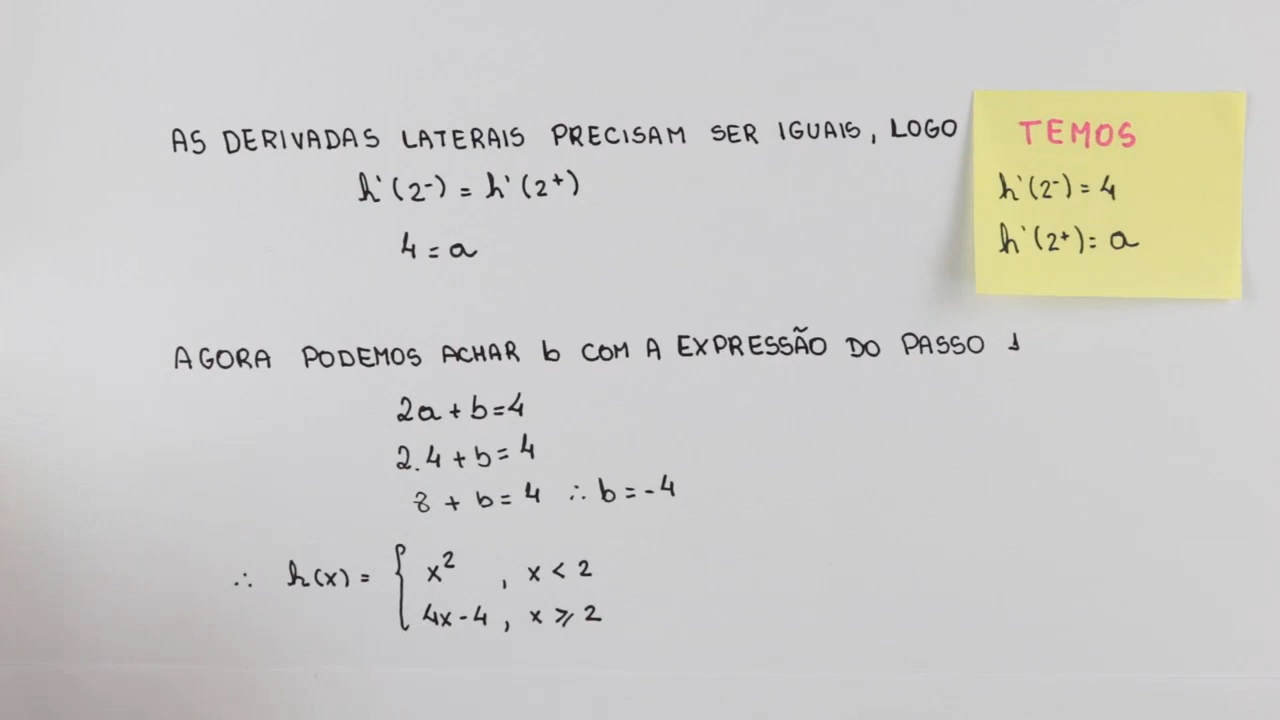 AS DERIVADAS LATERAIS PRECISAM SER IGUAIS, LOGO
h'(2-) = h'(2+)
4 = a
TEMOS
h'(2-) = 4
h'(2+) = a
AGORA PODEMOS ACHAR b COM A EXPRESSÃO DO PASSO 1
2a + b = 4
2.4 + b = 4
8 + b = 4 ∴ b = -4
∴ h(x) = { x² , x < 2
4x - 4 , x ⩾ 2